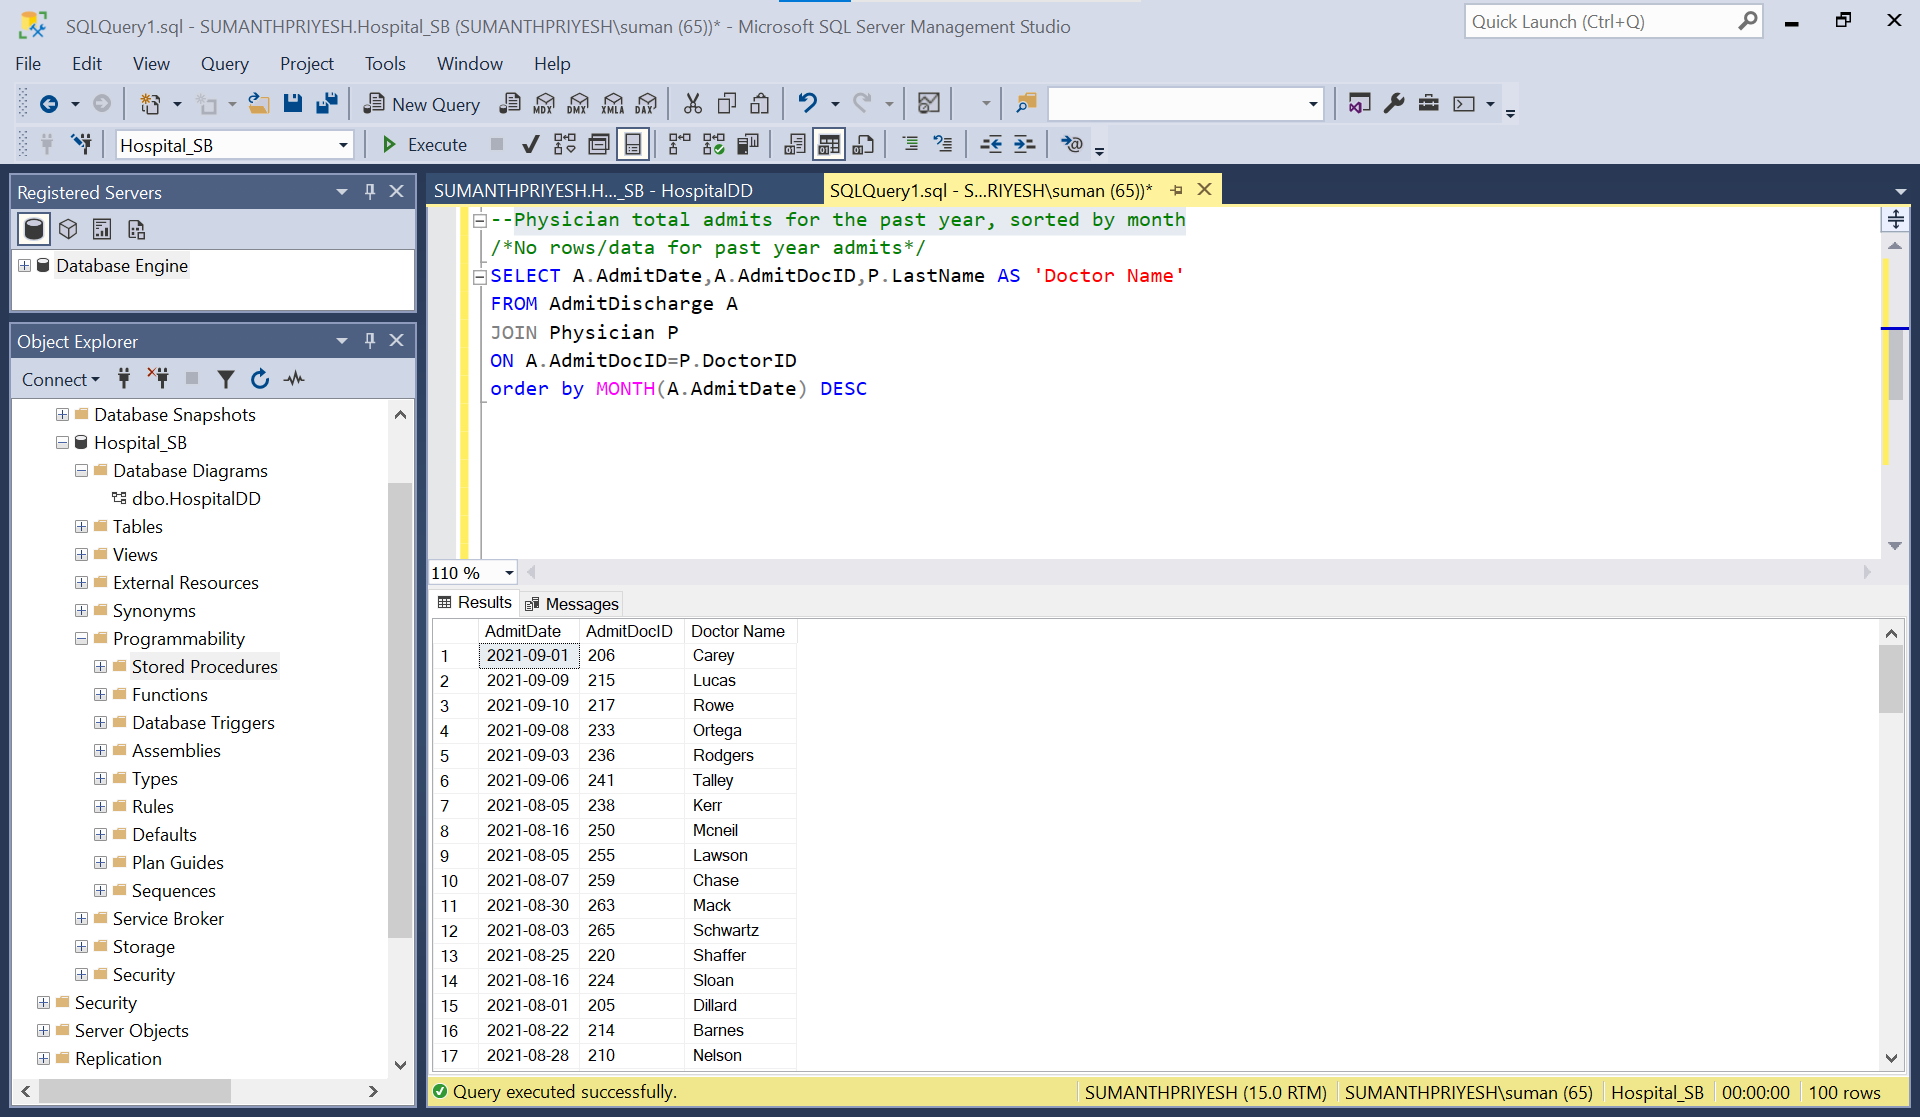 SQLQuery1.sql - SUMANTHPRIYESH.Hospital_SB (SUMANTHPRIYESH\suman (65))* - Microsoft SQL Server Management Studio
Quick Launch (Ctrl+Q)
File Edit View Query Project Tools Window Help
New Query MDX DMX XMLA DAX
Hospital_SB Execute
Registered Servers
Database Engine
Object Explorer
Connect
Database Snapshots
Hospital_SB
Database Diagrams
dbo.HospitalDD
Tables
Views
External Resources
Synonyms
Programmability
Stored Procedures
Functions
Database Triggers
Assemblies
Types
Rules
Defaults
Plan Guides
Sequences
Service Broker
Storage
Security
Security
Server Objects
Replication
SUMANTHPRIYESH.H..._SB - HospitalDD
SQLQuery1.sql - S...RIYESH\suman (65))*
--Physician total admits for the past year, sorted by month
/*No rows/data for past year admits*/
SELECT A.AdmitDate,A.AdmitDocID,P.LastName AS 'Doctor Name'
FROM AdmitDischarge A
JOIN Physician P
ON A.AdmitDocID=P.DoctorID
order by MONTH(A.AdmitDate) DESC
110 %
Results Messages
AdmitDate AdmitDocID Doctor Name
1 2021-09-01 206 Carey
2 2021-09-09 215 Lucas
3 2021-09-10 217 Rowe
4 2021-09-08 233 Ortega
5 2021-09-03 236 Rodgers
6 2021-09-06 241 Talley
7 2021-08-05 238 Kerr
8 2021-08-16 250 Mcneil
9 2021-08-05 255 Lawson
10 2021-08-07 259 Chase
11 2021-08-30 263 Mack
12 2021-08-03 265 Schwartz
13 2021-08-25 220 Shaffer
14 2021-08-16 224 Sloan
15 2021-08-01 205 Dillard
16 2021-08-22 214 Barnes
17 2021-08-28 210 Nelson
Query executed successfully. SUMANTHPRIYESH (15.0 RTM) SUMANTHPRIYESH\suman (65) Hospital_SB 00:00:00 100 rows